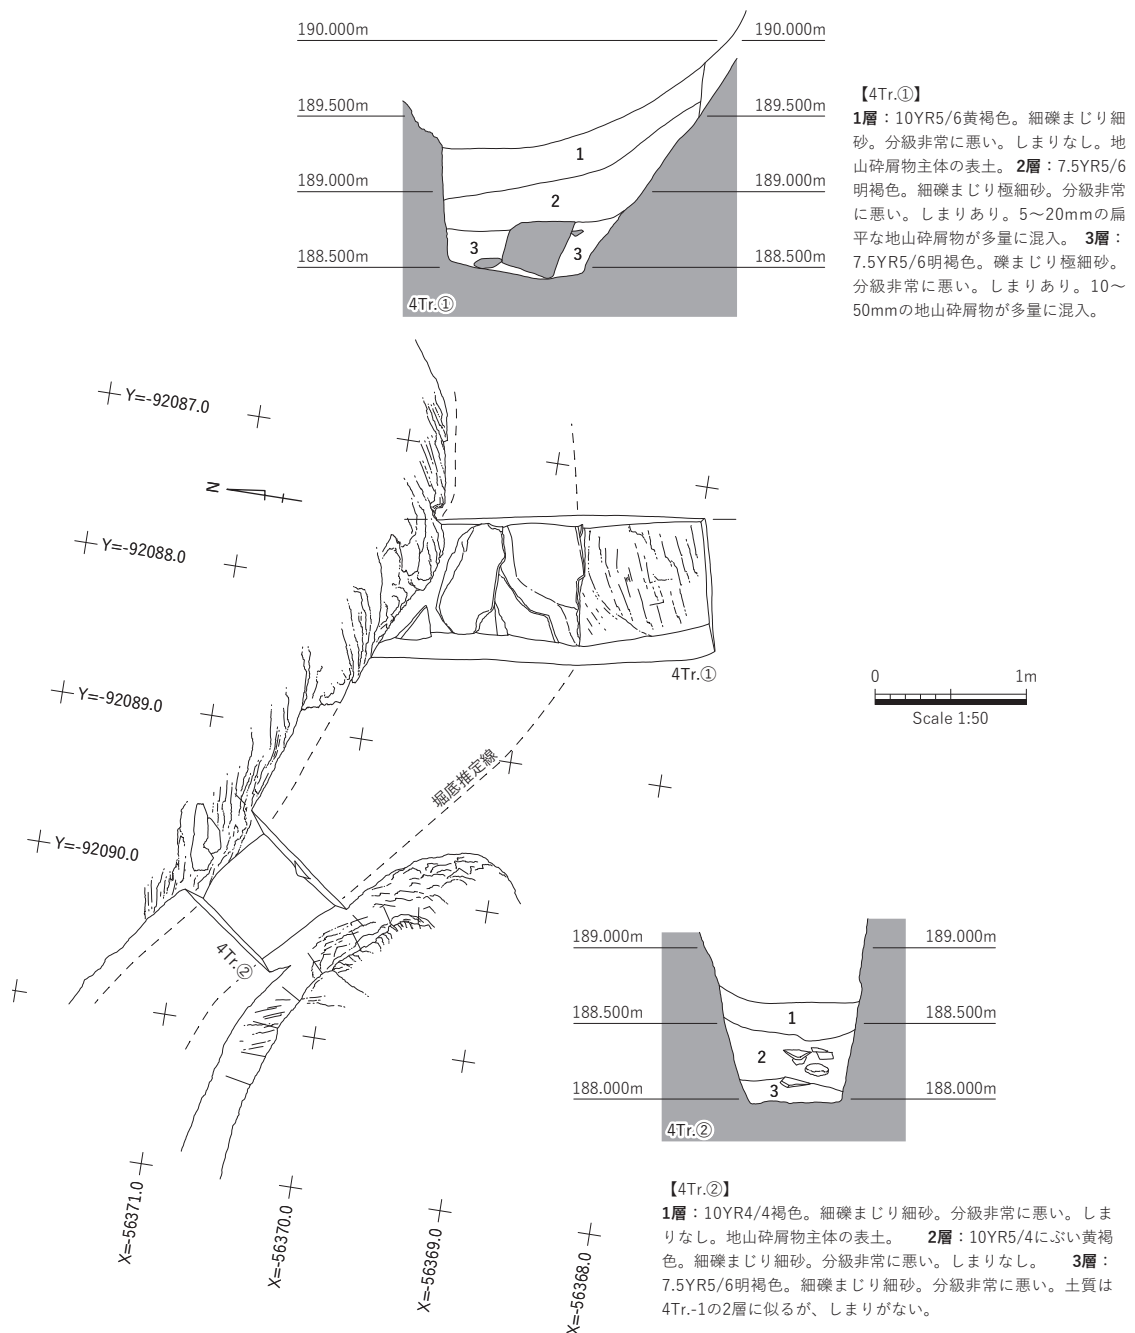 190.000m 190.000m
189.500m 189.500m
189.000m 189.000m
188.500m 188.500m
1
2
3
3
4Tr.①
【4Tr.①】
1層：10YR5/6黄褐色。細礫まじり細
砂。分級非常に悪い。しまりなし。地
山砕屑物主体の表土。 2層：7.5YR5/6
明褐色。細礫まじり極細砂。分級非常
に悪い。しまりあり。5～20mmの扁
平な地山砕屑物が多量に混入。 3層：
7.5YR5/6明褐色。礫まじり極細砂。
分級非常に悪い。しまりあり。10～
50mmの地山砕屑物が多量に混入。
Y=-92087.0
N
Y=-92088.0
4Tr.①
Y=-92089.0
堀底推定線
Y=-92090.0
4Tr.②
0 1m
Scale 1:50
X=-56371.0
X=-56370.0
X=-56369.0
X=-56368.0
189.000m 189.000m
188.500m 188.500m
188.000m 188.000m
1
2
3
4Tr.②
【4Tr.②】
1層：10YR4/4褐色。細礫まじり細砂。分級非常に悪い。しま
りなし。地山砕屑物主体の表土。 2層：10YR5/4にぶい黄褐
色。細礫まじり細砂。分級非常に悪い。しまりなし。 3層：
7.5YR5/6明褐色。細礫まじり細砂。分級非常に悪い。土質は
4Tr.-1の2層に似るが、しまりがない。